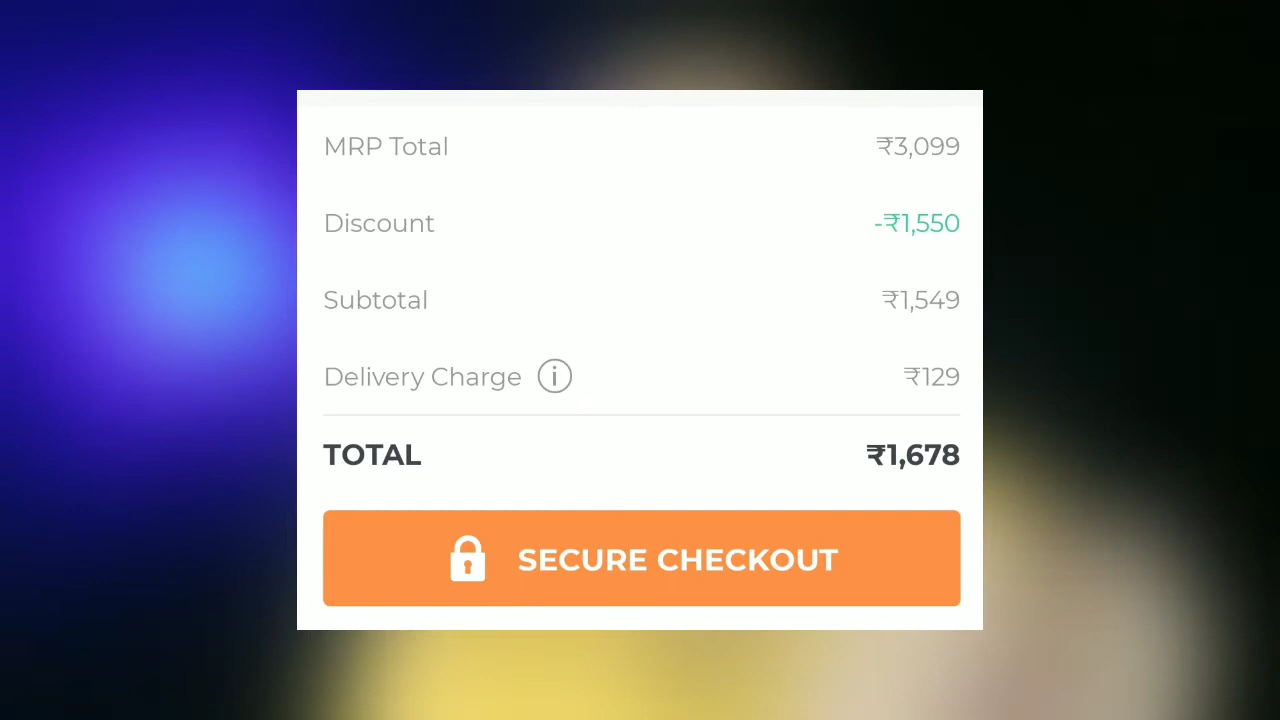 MRP Total ₹3,099
Discount -₹1,550
Subtotal ₹1,549
Delivery Charge ₹129
TOTAL ₹1,678
SECURE CHECKOUT